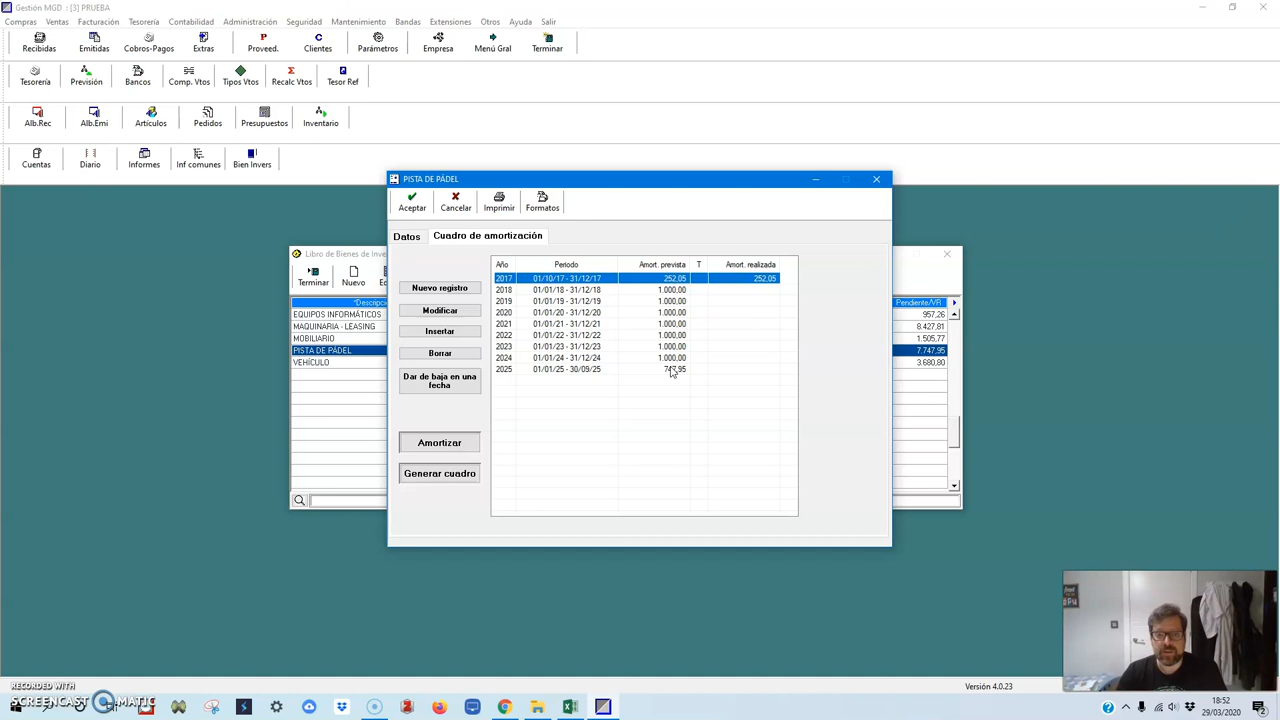 Gestión MGD : [3] PRUEBA
Compras Ventas Facturación Tesorería Contabilidad Administración Seguridad Mantenimiento Bandas Extensiones Otros Ayuda Salir
Recibidas Emitidas Cobros-Pagos Extras Proveed. Clientes Parámetros Empresa Menú Gral Terminar
Tesorería Previsión Bancos Comp. Vtos Tipos Vtos Recalc Vtos Tesor Ref
Alb.Rec Alb.Emi Artículos Pedidos Presupuestos Inventario
Cuentas Diario Informes Inf comunes Bien Invers
PISTA DE PÁDEL
Aceptar Cancelar Imprimir Formatos
Datos Cuadro de amortización
Libro de Bienes de Inve
Terminar Nuevo
*Descripc
Pendiente/VR
EQUIPOS INFORMÁTICOS 957,26
MAQUINARIA - LEASING 8.427,81
MOBILIARIO 1.505,77
PISTA DE PÁDEL 7.747,95
VEHÍCULO 3.680,80
Nuevo registro
Modificar
Insertar
Borrar
Dar de baja en una
fecha
Amortizar
Generar cuadro
Año Periodo Amort. prevista T Amort. realizada
2017 01/10/17 - 31/12/17 252,05 252,05
2018 01/01/18 - 31/12/18 1.000,00
2019 01/01/19 - 31/12/19 1.000,00
2020 01/01/20 - 31/12/20 1.000,00
2021 01/01/21 - 31/12/21 1.000,00
2022 01/01/22 - 31/12/22 1.000,00
2023 01/01/23 - 31/12/23 1.000,00
2024 01/01/24 - 31/12/24 1.000,00
2025 01/01/25 - 30/09/25 747,95
Versión 4.0.23
RECORDED WITH
SCREENCAST MATIC
18:52
29/03/2020
2